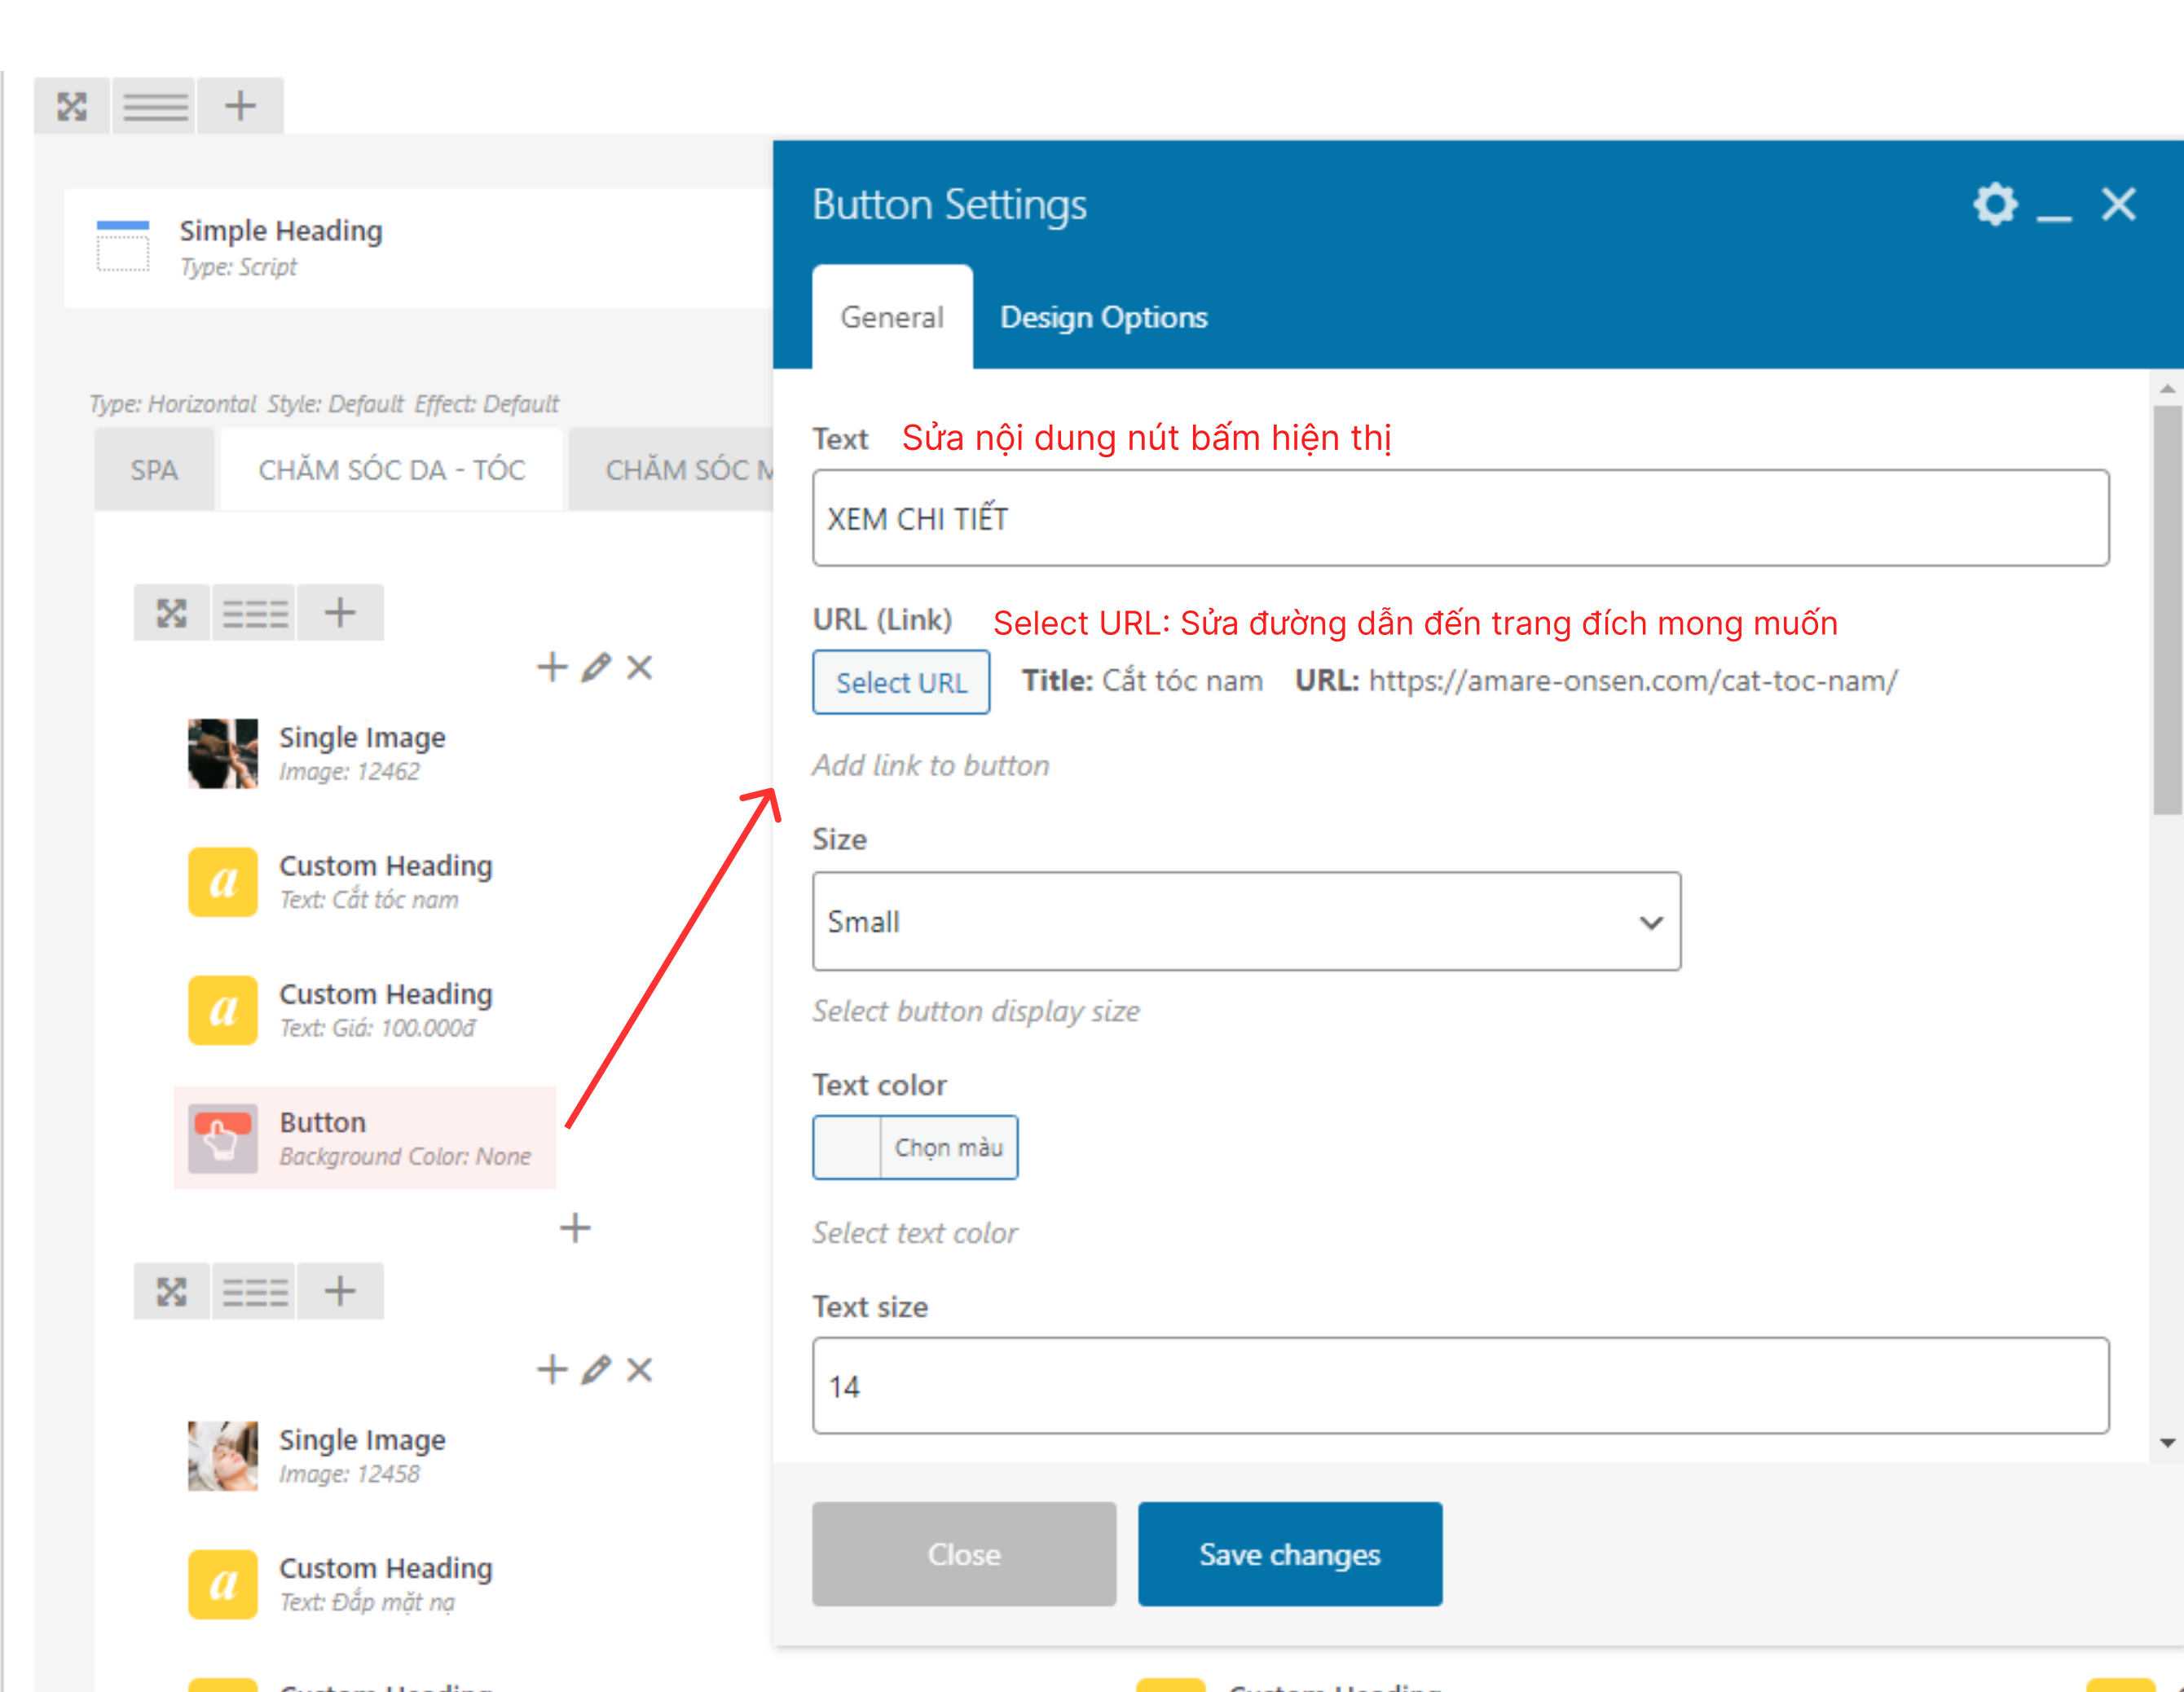 Simple Heading
Type: Script
Type: Horizontal Style: Default Effect: Default
SPA
CHĂM SÓC DA - TÓC
CHĂM SÓC
Single Image
Image: 12462
Custom Heading
Text: Cắt tóc nam
Custom Heading
Text: Giá: 100.000đ
Button
Background Color: None
Single Image
Image: 12458
Custom Heading
Text: Đắp mặt nạ
Button Settings
General
Design Options
Text
Sửa nội dung nút bấm hiện thị
XEM CHI TIẾT
URL (Link)
Select URL: Sửa đường dẫn đến trang đích mong muốn
Select URL
Title: Cắt tóc nam URL: https://amare-onsen.com/cat-toc-nam/
Add link to button
Size
Small
Select button display size
Text color
Chọn màu
Select text color
Text size
14
Close
Save changes